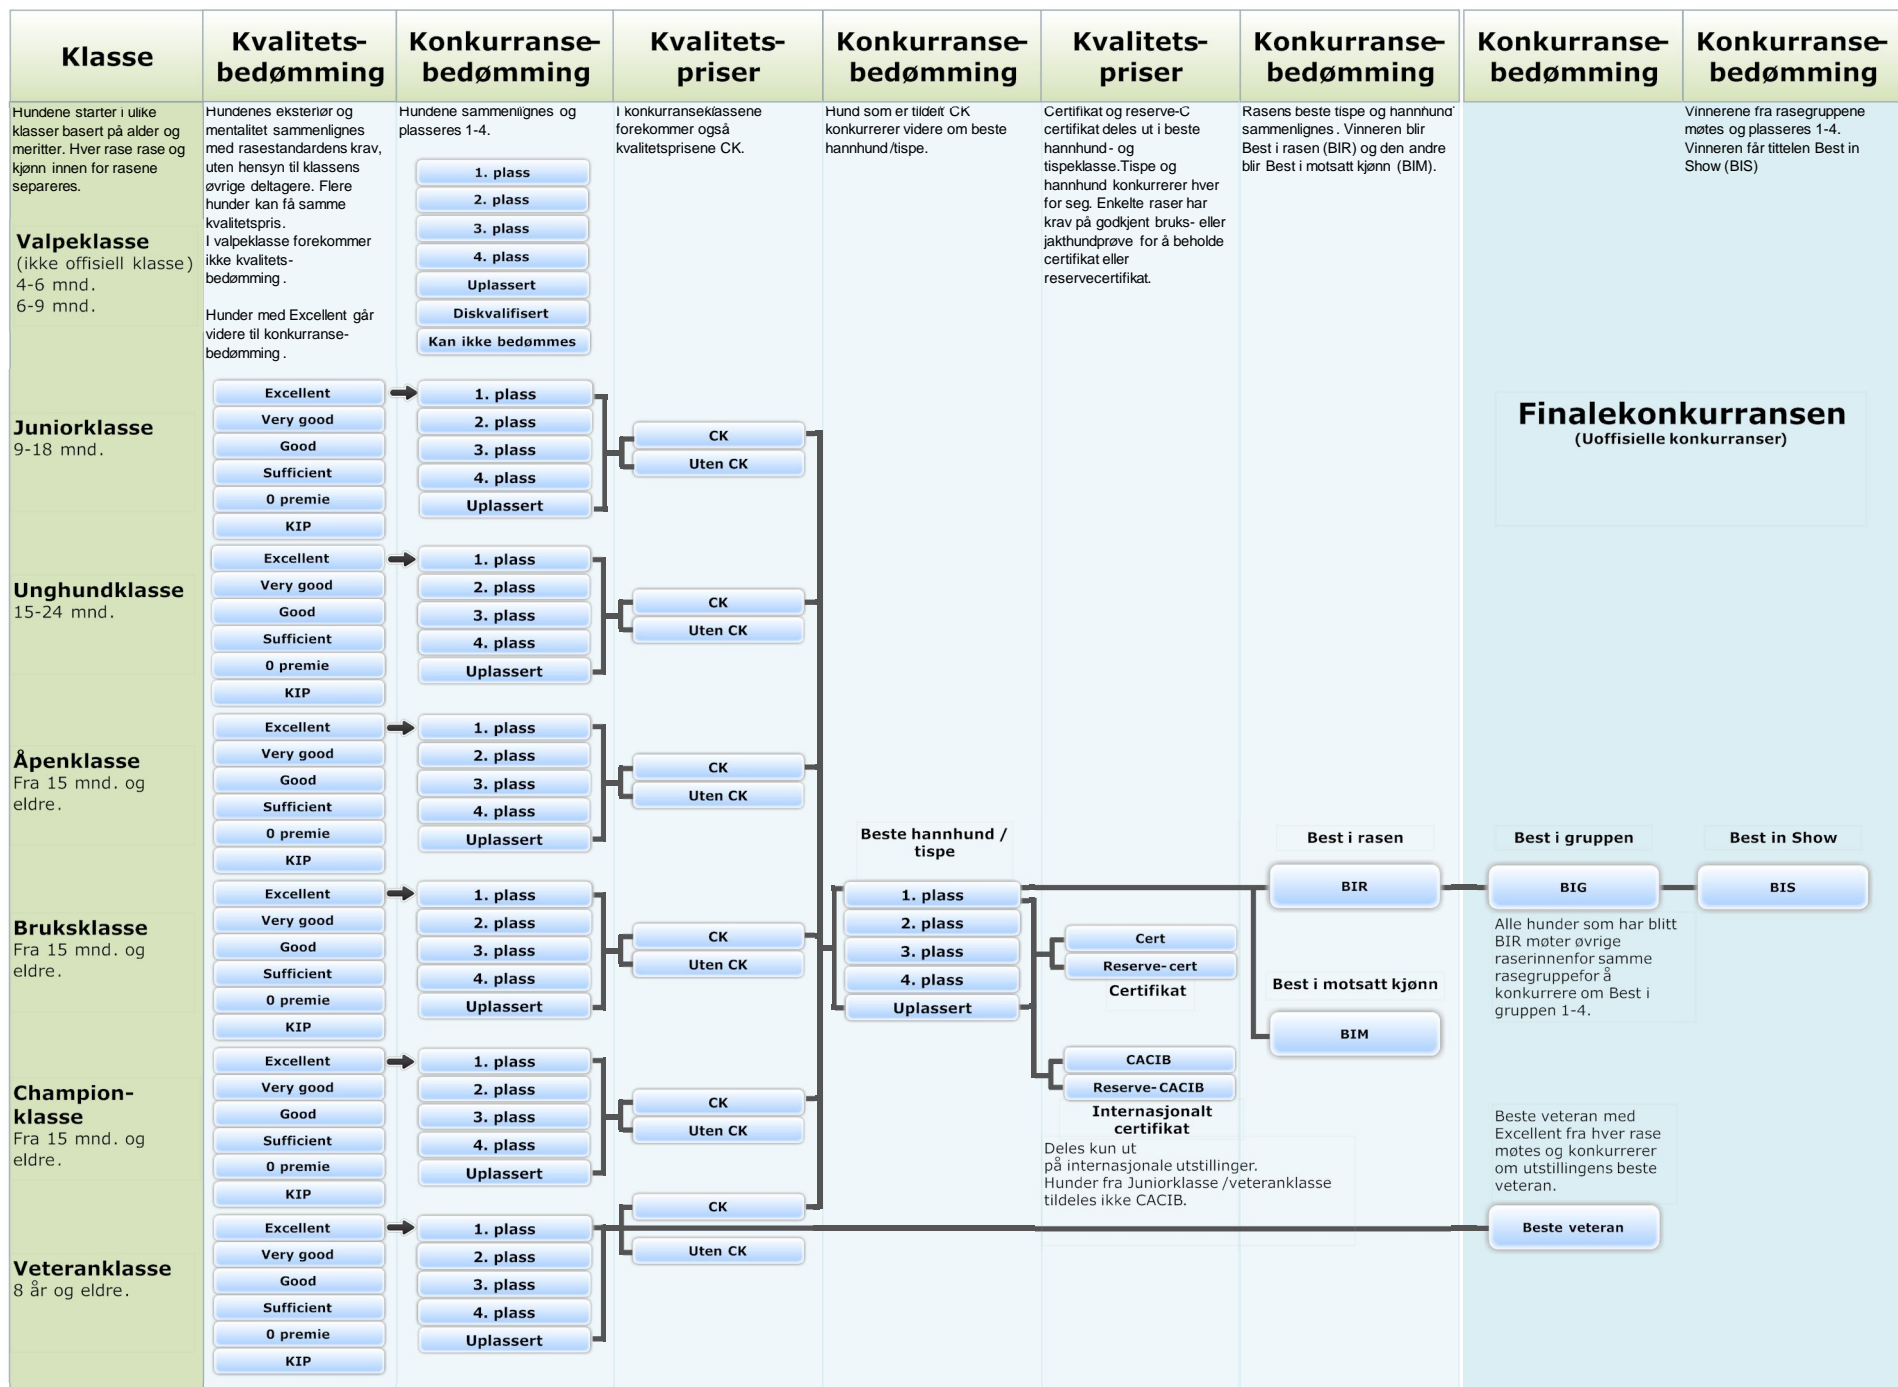 Klasse
Kvalitets-
bedømming
Konkurranse-
bedømming
Kvalitets-
priser
Konkurranse-
bedømming
Kvalitets-
priser
Konkurranse-
bedømming
Konkurranse-
bedømming
Konkurranse-
bedømming
Hundene starter i ulike
klasser basert på alder og
meritter. Hver rase rase og
kjønn innen for rasene
separeres.
Hundenes eksteriør og
mentalitet sammenlignes
med rasestandardens krav,
uten hensyn til klassens
øvrige deltagere. Flere
hunder kan få samme
kvalitetspris.
I valpeklasse forekommer
ikke kvalitets-
bedømming .
Hunder med Excellent går
videre til konkurranse-
bedømming .
Hundene sammenlignes og
plasseres 1-4.
I konkurranseklassene
forekommer også
kvalitetsprisene CK.
Hund som er tildelt CK
konkurrerer videre om beste
hannhund/tispe.
Certifikat og reserve-C
certifikat deles ut i beste
hannhund- og
tispeklasse.Tispe og
hannhund konkurrerer hver
for seg. Enkelte raser har
krav på godkjent bruks- eller
jakthundprøve for å beholde
certifikat eller
reservecertifikat.
Rasens beste tispe og hannhund
sammenlignes. Vinneren blir
Best i rasen (BIR) og den andre
blir Best i motsatt kjønn (BIM).
Vinnerene fra rasegruppene
møtes og plasseres 1-4.
Vinneren får tittelen Best in
Show (BIS)
Valpeklasse
(ikke offisiell klasse)
4-6 mnd.
6-9 mnd.
1. plass
2. plass
3. plass
4. plass
Uplassert
Diskvalifisert
Kan ikke bedømmes
Juniorklasse
9-18 mnd.
Excellent
Very good
Good
Sufficient
0 premie
KIP
1. plass
2. plass
3. plass
4. plass
Uplassert
CK
Uten CK
Finalekonkurransen
(Uoffisielle konkurranser)
Unghundklasse
15-24 mnd.
Excellent
Very good
Good
Sufficient
0 premie
KIP
1. plass
2. plass
3. plass
4. plass
Uplassert
CK
Uten CK
Åpenklasse
Fra 15 mnd. og
eldre.
Excellent
Very good
Good
Sufficient
0 premie
KIP
1. plass
2. plass
3. plass
4. plass
Uplassert
CK
Uten CK
Bruksklasse
Fra 15 mnd. og
eldre.
Excellent
Very good
Good
Sufficient
0 premie
KIP
1. plass
2. plass
3. plass
4. plass
Uplassert
CK
Uten CK
Beste hannhund /
tispe
1. plass
2. plass
3. plass
4. plass
Uplassert
Cert
Reserve-cert
Certifikat
CACIB
Reserve-CACIB
Internasjonalt
certifikat
Deles kun ut
på internasjonale utstillinger.
Hunder fra Juniorklasse /veteranklasse
tildeles ikke CACIB.
Best i rasen
BIR
Best i motsatt kjønn
BIM
Best i gruppen
BIG
Alle hunder som har blitt
BIR møter øvrige
raserinnenfor samme
rasegruppefor å
konkurrere om Best i
gruppen 1-4.
Best in Show
BIS
Champion-
klasse
Fra 15 mnd. og
eldre.
Excellent
Very good
Good
Sufficient
0 premie
KIP
1. plass
2. plass
3. plass
4. plass
Uplassert
CK
Uten CK
Beste veteran med
Excellent fra hver rase
møtes og konkurrerer
om utstillingens beste
veteran.
Beste veteran
Veteranklasse
8 år og eldre.
Excellent
Very good
Good
Sufficient
0 premie
KIP
1. plass
2. plass
3. plass
4. plass
Uplassert
CK
Uten CK